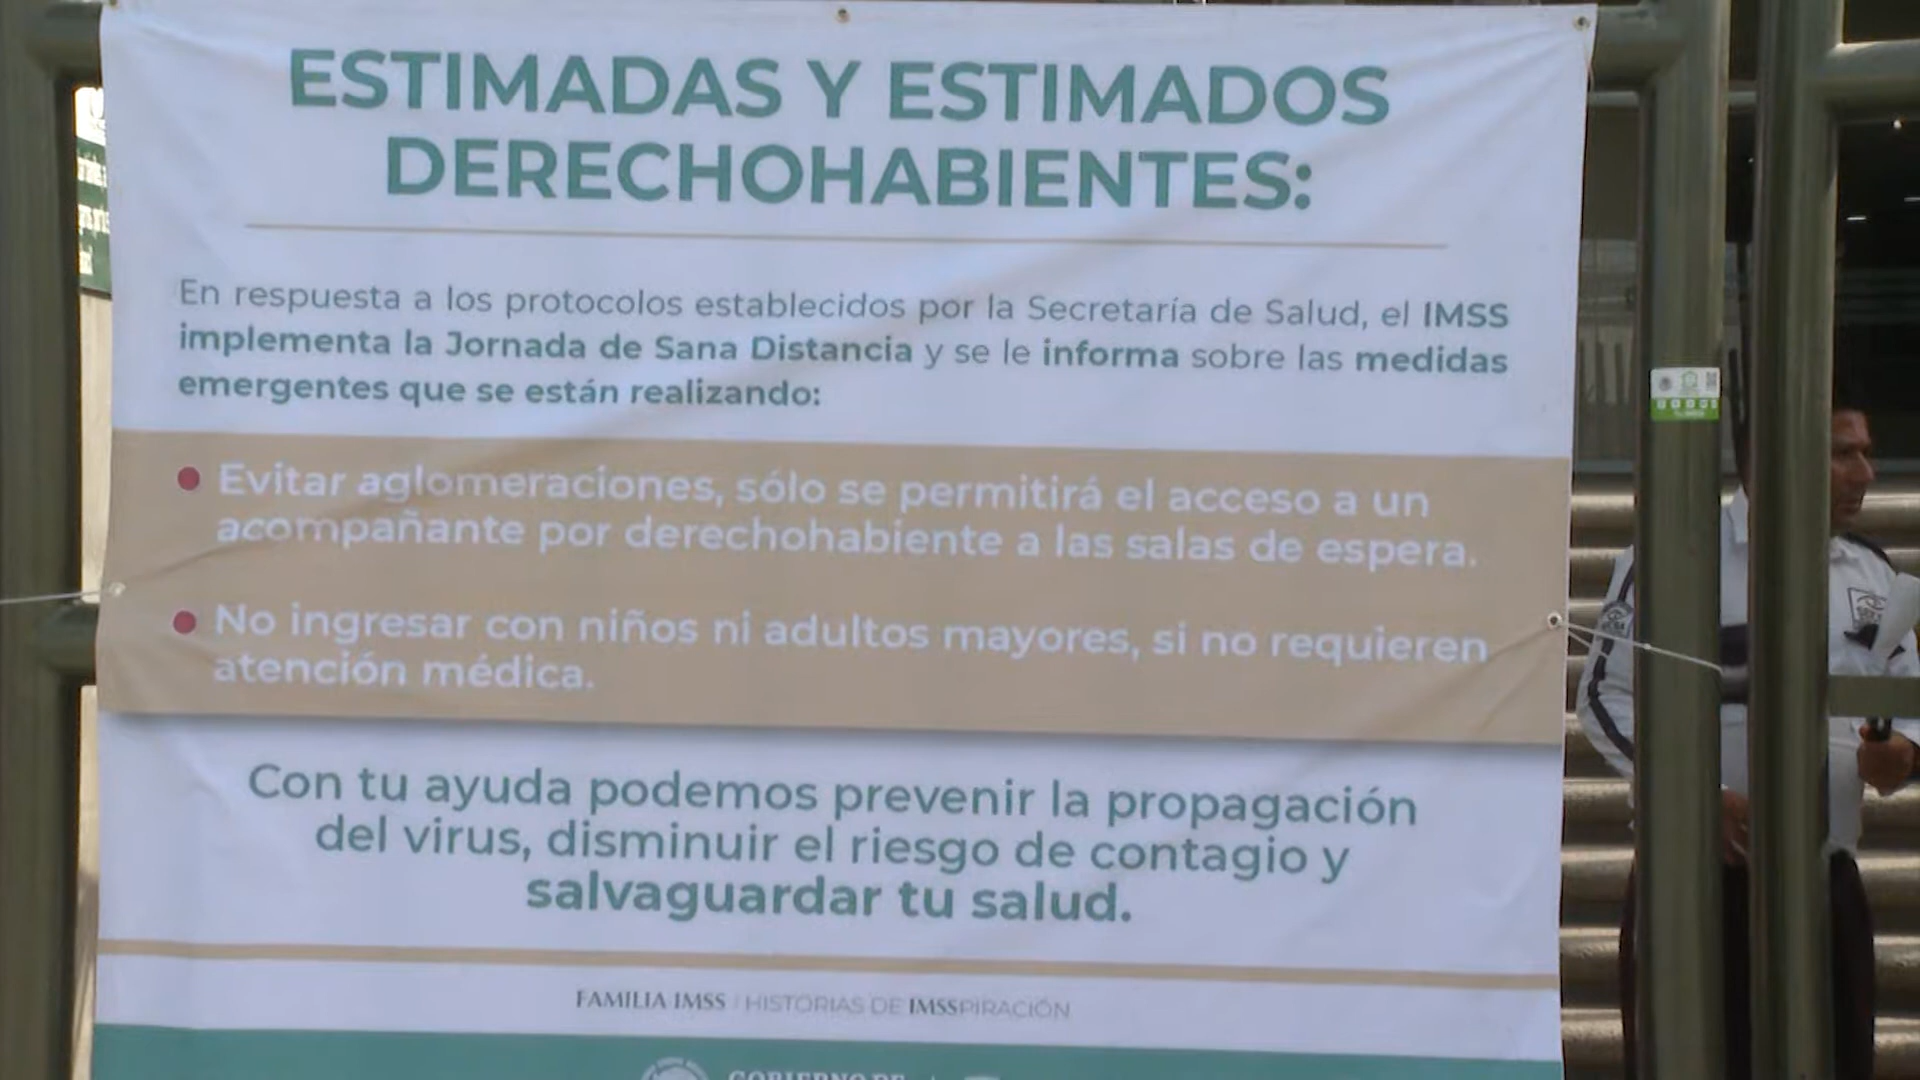 ESTIMADAS Y ESTIMADOS
DERECHOHABIENTES:
En respuesta a los protocolos establecidos por la Secretaría de Salud, el IMSS
implementa la Jornada de Sana Distancia y se le informa sobre las medidas
emergentes que se están realizando:
Evitar aglomeraciones, sólo se permitirá el acceso a un
acompañante por derechohabiente a las salas de espera.
No ingresar con niños ni adultos mayores, si no requieren
atención médica.
Con tu ayuda podemos prevenir la propagación
del virus, disminuir el riesgo de contagio y
salvaguardar tu salud.
FAMILIA IMSS / HISTORIAS DE IMSSPIRACIÓN
GOBIERNO DE